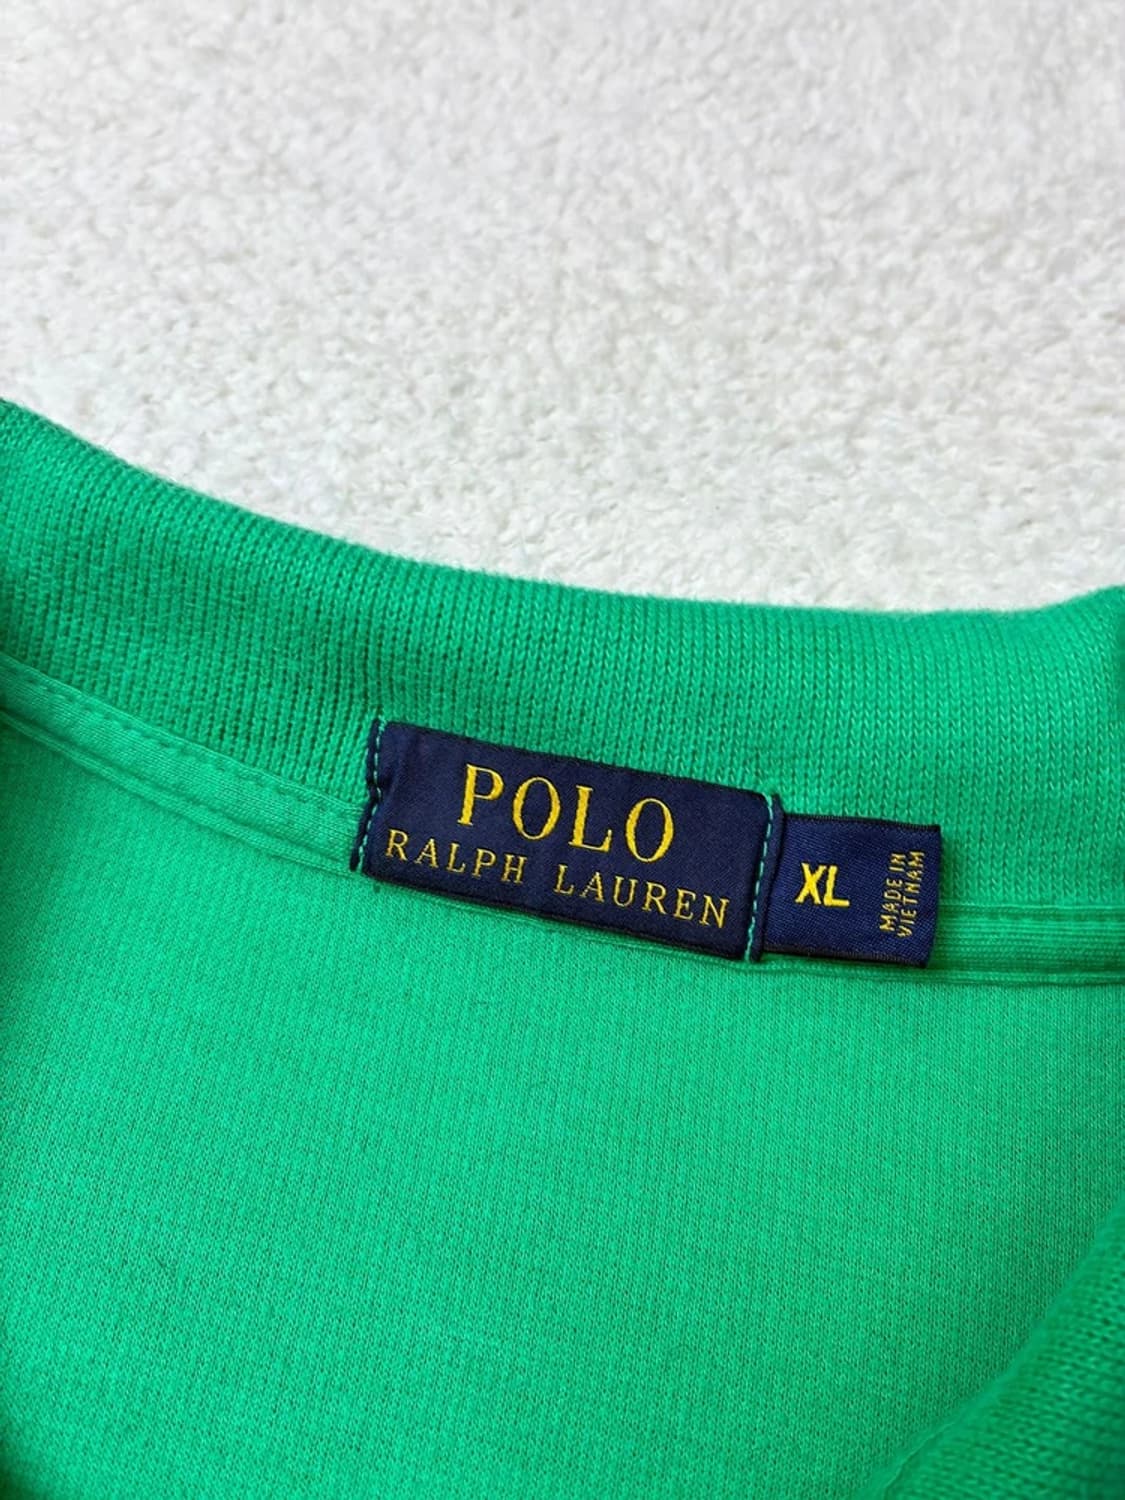 POLO
RALPH LAUREN
XL
MADE IN
VIETNAM